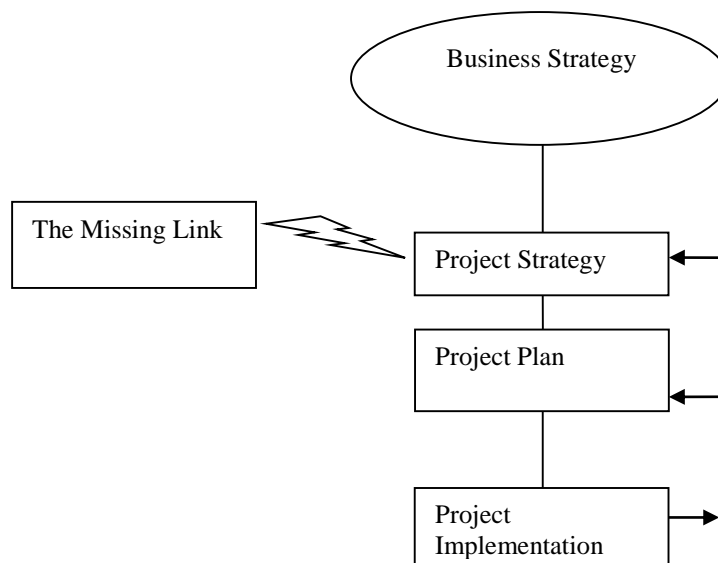 Business Strategy
The Missing Link
Project Strategy
Project Plan
Project
Implementation